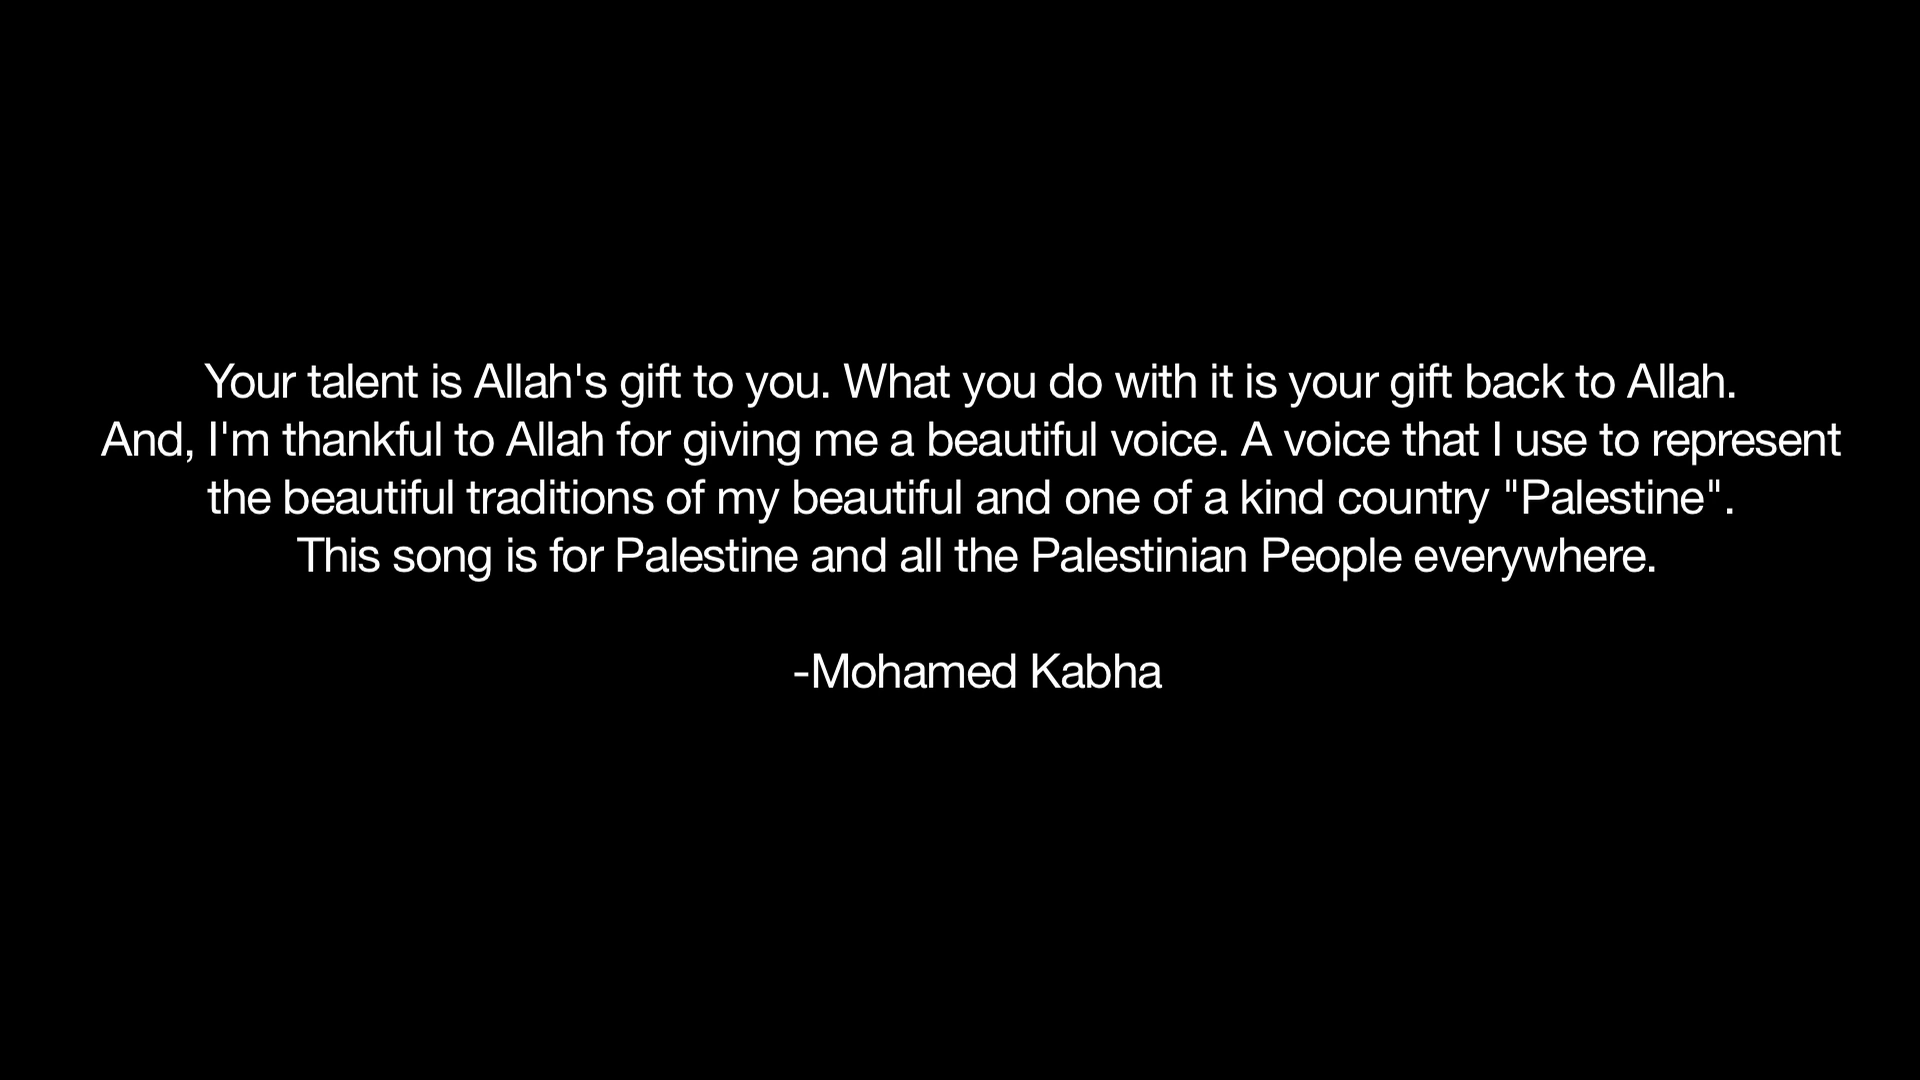 Your talent is Allah's gift to you. What you do with it is your gift back to Allah.
And, I'm thankful to Allah for giving me a beautiful voice. A voice that I use to represent
the beautiful traditions of my beautiful and one of a kind country "Palestine".
This song is for Palestine and all the Palestinian People everywhere.
-Mohamed Kabha